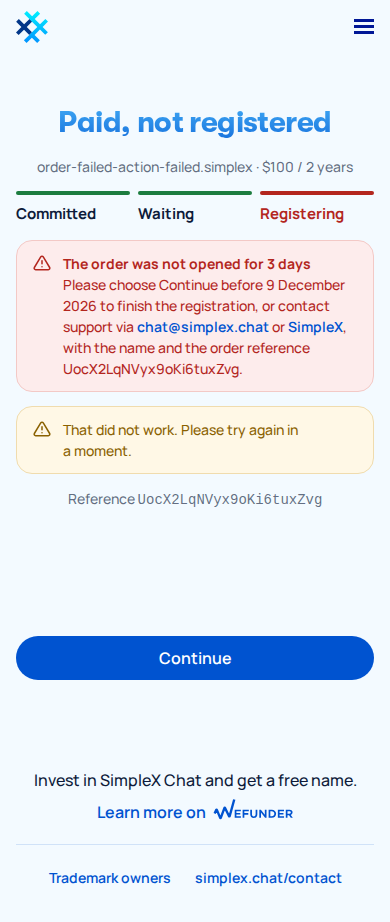 Paid, not registered
order-failed-action-failed.simplex · $100 / 2 years
Committed
Waiting
Registering
The order was not opened for 3 days
Please choose Continue before 9 December
2026 to finish the registration, or contact
support via chat@simplex.chat or SimpleX,
with the name and the order reference
UocX2LqNVyx9oKi6tuxZvg.
That did not work. Please try again in
a moment.
Reference UocX2LqNVyx9oKi6tuxZvg
Continue
Invest in SimpleX Chat and get a free name.
Learn more on WEFUNDER
Trademark owners
simplex.chat/contact